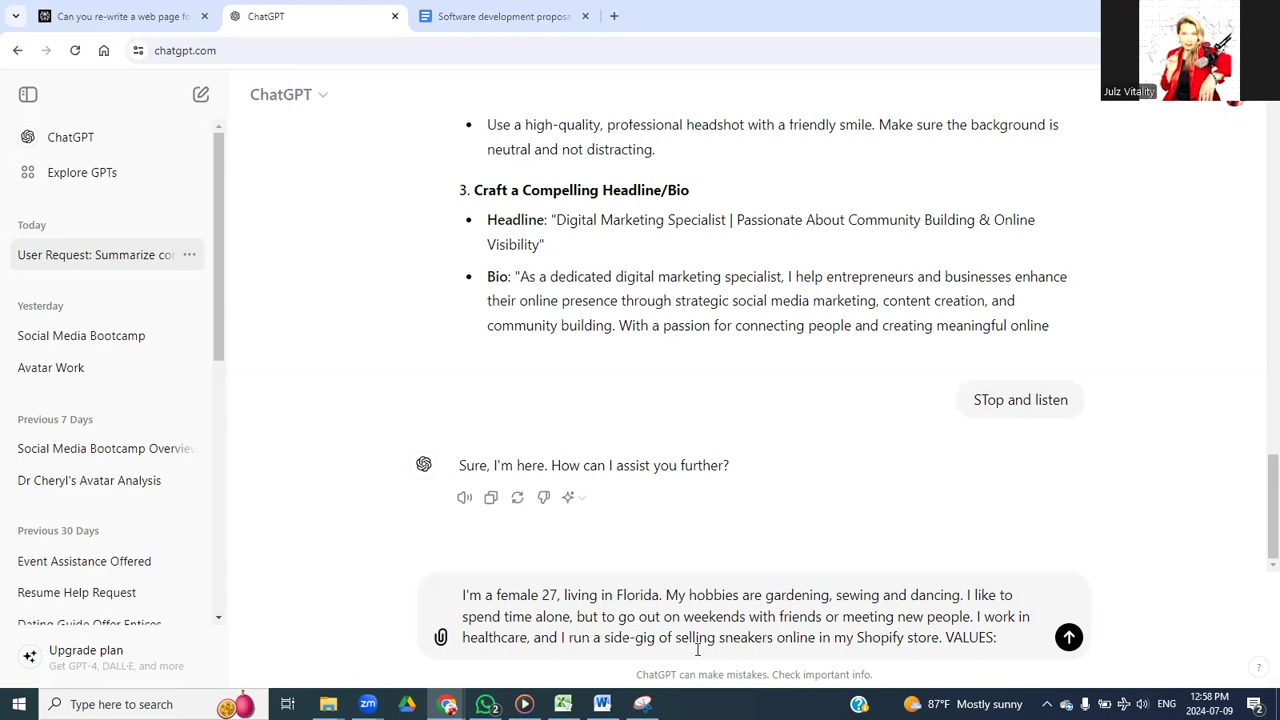 Can you re-write a web page fo
ChatGPT
Software development proposa
chatgpt.com
Julz Vitality
ChatGPT
ChatGPT
Explore GPTs
Today
User Request: Summarize cor
Yesterday
Social Media Bootcamp
Avatar Work
Previous 7 Days
Social Media Bootcamp Overview
Dr Cheryl's Avatar Analysis
Previous 30 Days
Event Assistance Offered
Resume Help Request
Dating Guide Offer Entices
Upgrade plan
Get GPT-4, DALL·E, and more
• Use a high-quality, professional headshot with a friendly smile. Make sure the background is
neutral and not distracting.
3. Craft a Compelling Headline/Bio
• Headline: "Digital Marketing Specialist | Passionate About Community Building & Online
Visibility"
• Bio: "As a dedicated digital marketing specialist, I help entrepreneurs and businesses enhance
their online presence through strategic social media marketing, content creation, and
community building. With a passion for connecting people and creating meaningful online
STop and listen
Sure, I'm here. How can I assist you further?
I'm a female 27, living in Florida. My hobbies are gardening, sewing and dancing. I like to
spend time alone, but to go out on weekends with friends or meeting new people. I work in
healthcare, and I run a side-gig of selling sneakers online in my Shopify store. VALUES:
ChatGPT can make mistakes. Check important info.
?
Type here to search
zm
2
87°F Mostly sunny
ENG
12:58 PM
2024-07-09
2